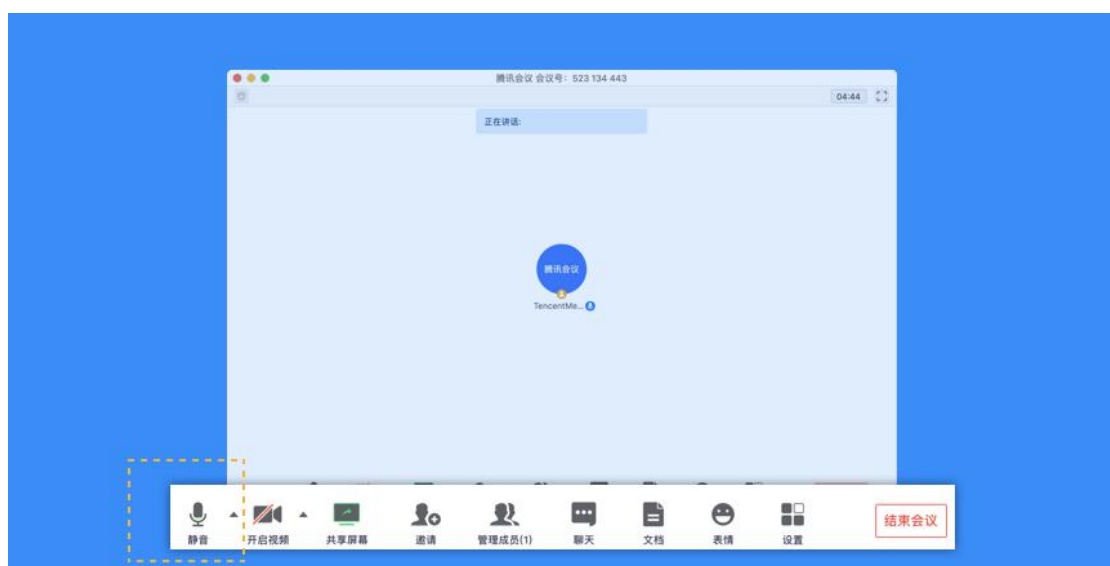 腾讯会议 会议号：523 134 443
04:44
正在讲话:
腾讯会议
TencentMe...
静音
开启视频
共享屏幕
邀请
管理成员(1)
聊天
文档
表情
设置
结束会议